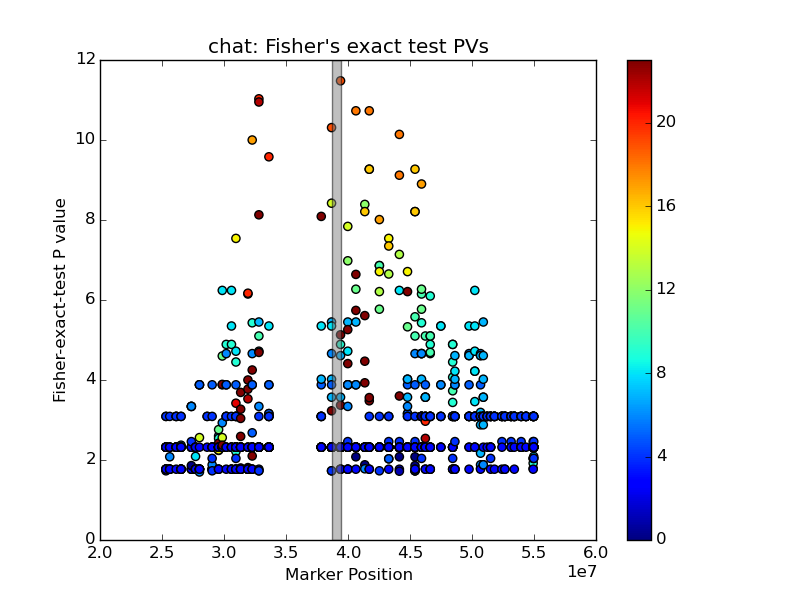 chat: Fisher's exact test PVs
12
10
8
6
4
2
0
Fisher-exact-test P value
2.0 2.5 3.0 3.5 4.0 4.5 5.0 5.5 6.0
1e7
Marker Position
20
16
12
8
4
0